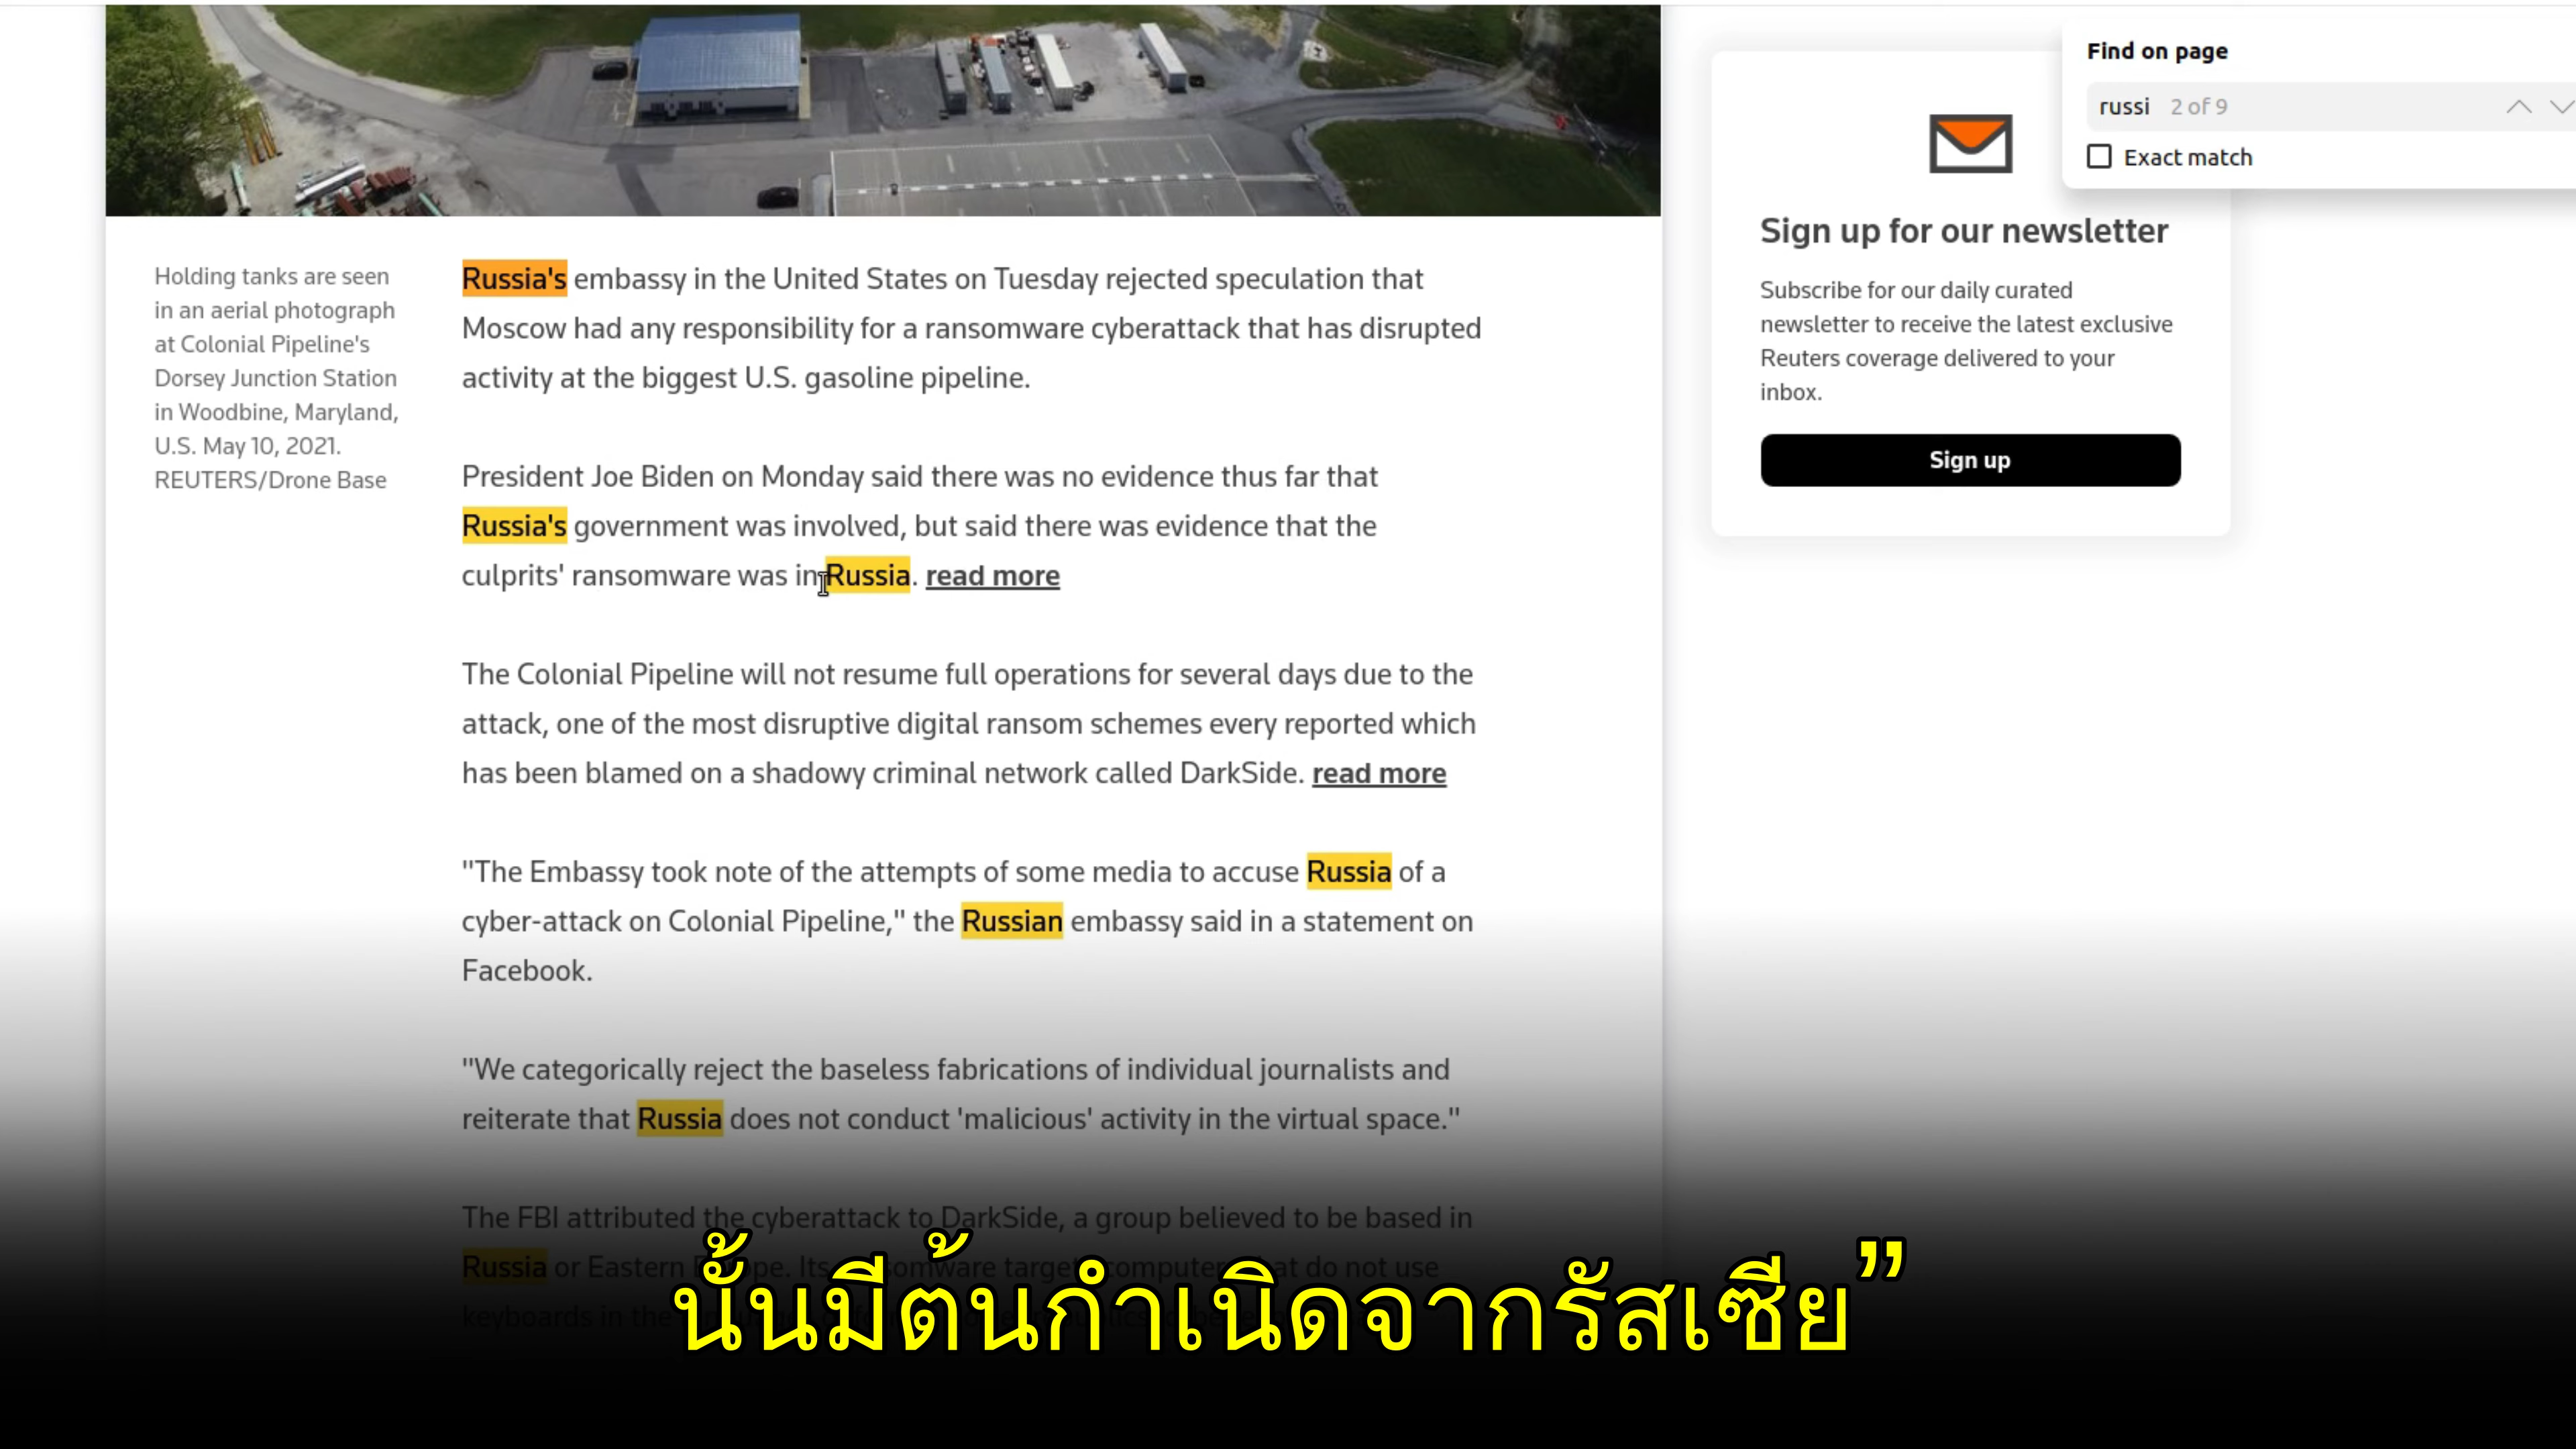 Find on page
russi 2 of 9
Exact match
Holding tanks are seen
in an aerial photograph
at Colonial Pipeline's
Dorsey Junction Station
in Woodbine, Maryland,
U.S. May 10, 2021.
REUTERS/Drone Base
Russia's embassy in the United States on Tuesday rejected speculation that
Moscow had any responsibility for a ransomware cyberattack that has disrupted
activity at the biggest U.S. gasoline pipeline.
President Joe Biden on Monday said there was no evidence thus far that
Russia's government was involved, but said there was evidence that the
culprits' ransomware was in Russia. read more
The Colonial Pipeline will not resume full operations for several days due to the
attack, one of the most disruptive digital ransom schemes every reported which
has been blamed on a shadowy criminal network called DarkSide. read more
"The Embassy took note of the attempts of some media to accuse Russia of a
cyber-attack on Colonial Pipeline," the Russian embassy said in a statement on
Facebook.
"We categorically reject the baseless fabrications of individual journalists and
reiterate that Russia does not conduct 'malicious' activity in the virtual space."
The FBI attributed the cyberattack to DarkSide, a group believed to be based in
Russia or Eastern Its computer do not use
keyboards in the
Sign up for our newsletter
Subscribe for our daily curated
newsletter to receive the latest exclusive
Reuters coverage delivered to your
inbox.
Sign up
นั้นมีต้นกำเนิดจากรัสเซีย”